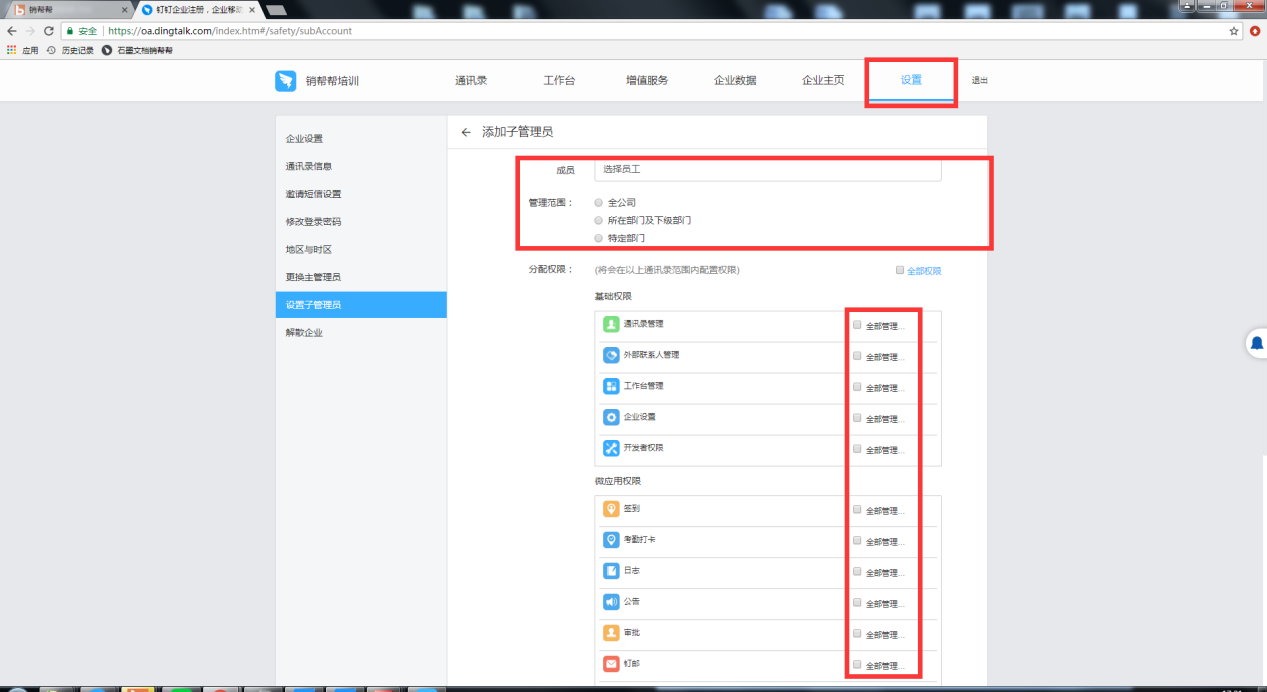 销帮帮
钉钉企业注册，企业移动
安全 https://oa.dingtalk.com/index.htm#/safety/subAccount
应用 历史记录 石墨文档销帮帮
销帮帮培训 通讯录 工作台 增值服务 企业数据 企业主页 设置 退出
企业设置
通讯录信息
邀请短信设置
修改登录密码
地区与时区
更换主管理员
设置子管理员
解散企业
← 添加子管理员
成员 选择员工
管理范围： 全公司
所在部门及下级部门
特定部门
分配权限： (将会在以上通讯录范围内配置权限) 全部权限
基础权限
通讯录管理 全部管理...
外部联系人管理 全部管理...
工作台管理 全部管理...
企业设置 全部管理...
开发者权限 全部管理...
微应用权限
签到 全部管理...
考勤打卡 全部管理...
日志 全部管理...
公告 全部管理...
审批 全部管理...
钉邮 全部管理...